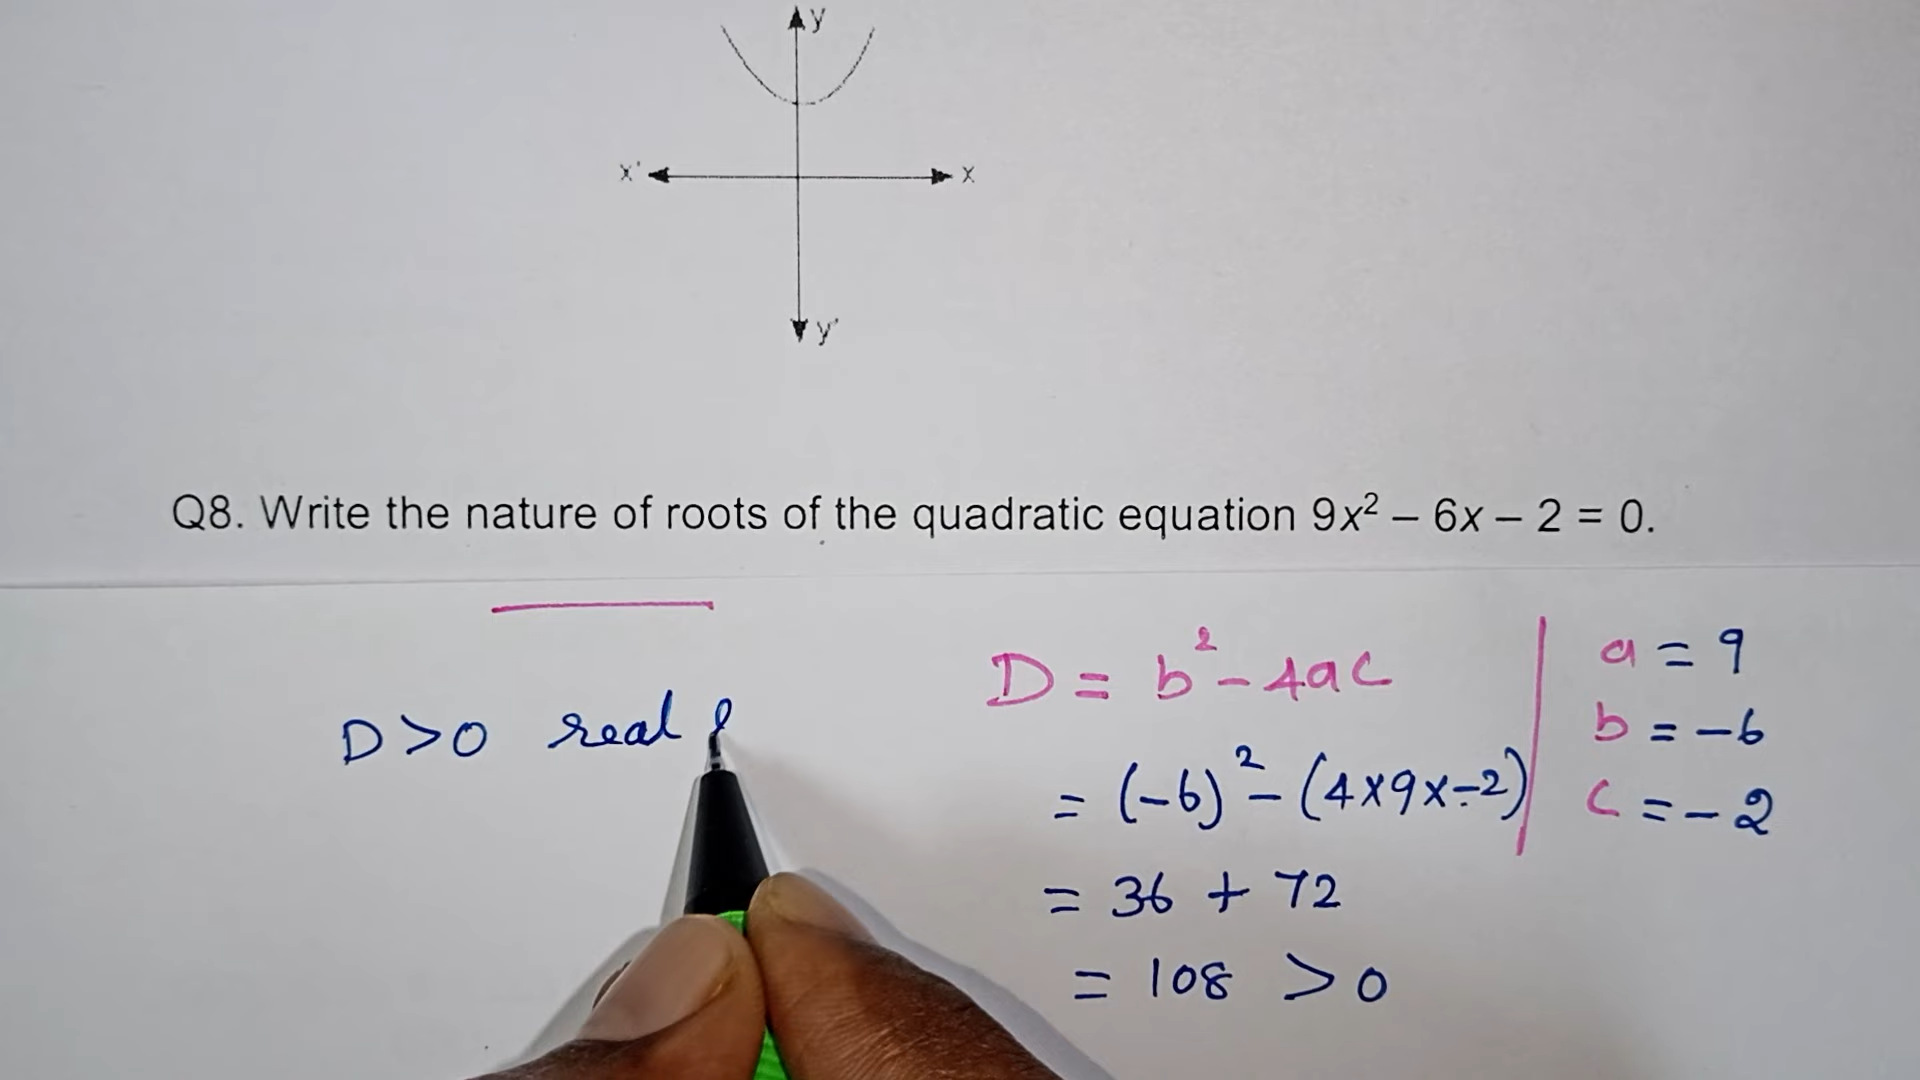 y
x' x
y'
Q8. Write the nature of roots of the quadratic equation 9x² – 6x – 2 = 0.
D = b² - 4ac
= (-6)² - (4×9×-2)
= 36 + 72
= 108 > 0
a = 9
b = -6
c = -2
D > 0 real &